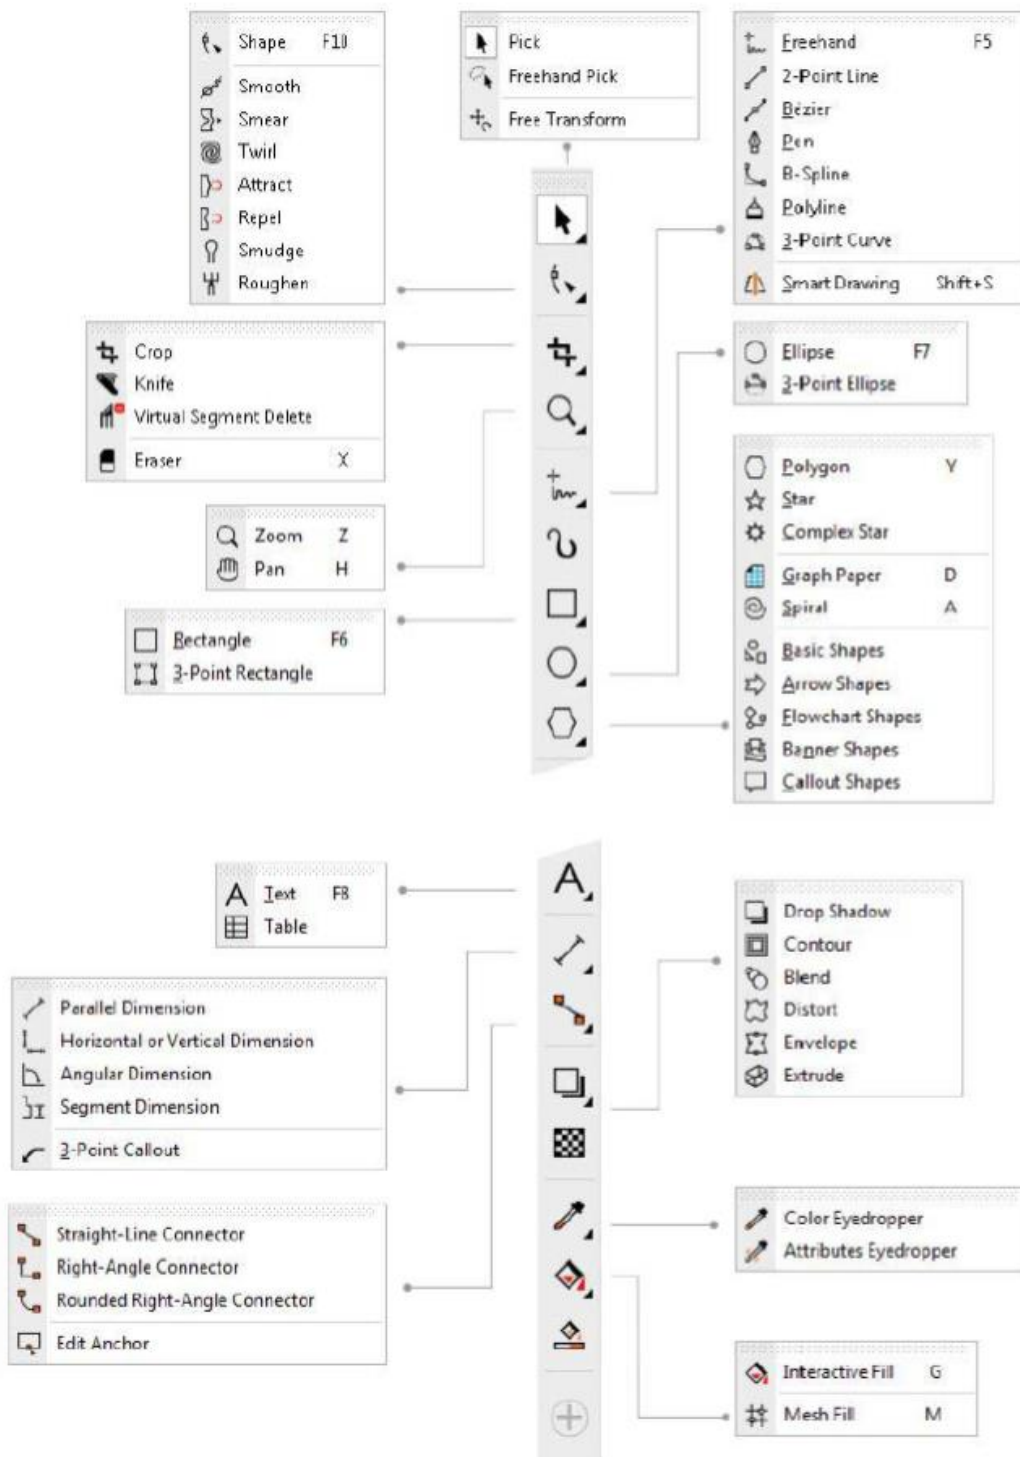 Shape F10
Smooth
Smear
Twirl
Attract
Repel
Smudge
Roughen
Pick
Freehand Pick
Free Transform
Freehand F5
2-Point Line
Bézier
Pen
B-Spline
Polyline
3-Point Curve
Smart Drawing Shift+S
Crop
Knife
Virtual Segment Delete
Eraser X
Ellipse F7
3-Point Ellipse
Zoom Z
Pan H
Polygon Y
Star
Complex Star
Graph Paper D
Spiral A
Basic Shapes
Arrow Shapes
Flowchart Shapes
Banner Shapes
Callout Shapes
Rectangle F6
3-Point Rectangle
Text F8
Table
Drop Shadow
Contour
Blend
Distort
Envelope
Extrude
Parallel Dimension
Horizontal or Vertical Dimension
Angular Dimension
Segment Dimension
3-Point Callout
Straight-Line Connector
Right-Angle Connector
Rounded Right-Angle Connector
Edit Anchor
Color Eyedropper
Attributes Eyedropper
Interactive Fill G
Mesh Fill M